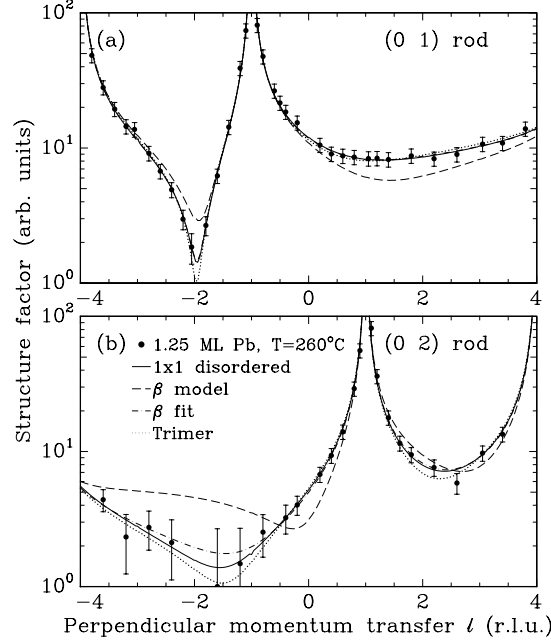 10²
(a)
(0 1) rod
10¹
10⁰
−4
−2
0
2
4
Structure factor (arb. units)
10²
(b)
1.25 ML Pb, T=260°C
(0 2) rod
1x1 disordered
β model
β fit
Trimer
10¹
10⁰
−4
−2
0
2
4
Perpendicular momentum transfer l (r.l.u.)